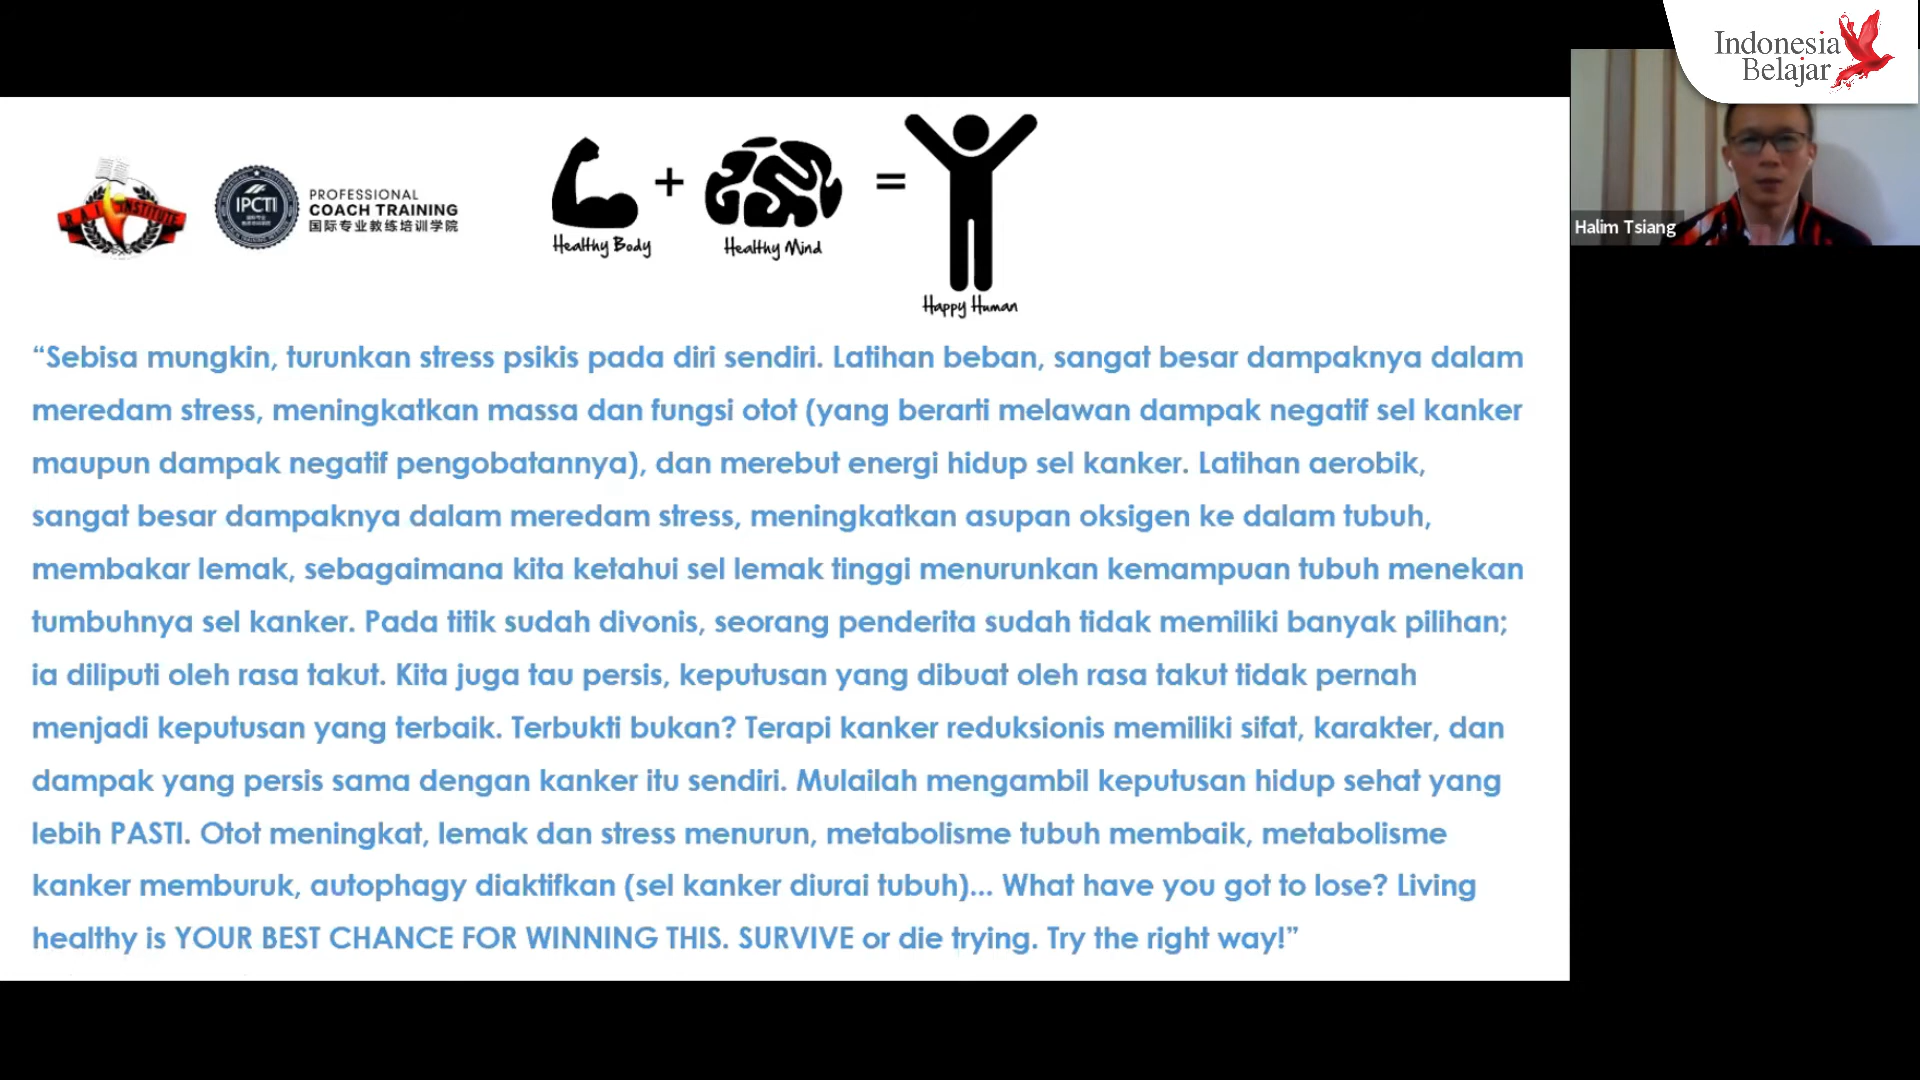 Indonesia
Belajar
Halim Tsiang
INSTITUTE
IPCTI
PROFESSIONAL
COACH TRAINING
国际专业教练培训学院
+
=
Healthy Body
Healthy Mind
Happy Human
“Sebisa mungkin, turunkan stress psikis pada diri sendiri. Latihan beban, sangat besar dampaknya dalam
meredam stress, meningkatkan massa dan fungsi otot (yang berarti melawan dampak negatif sel kanker
maupun dampak negatif pengobatannya), dan merebut energi hidup sel kanker. Latihan aerobik,
sangat besar dampaknya dalam meredam stress, meningkatkan asupan oksigen ke dalam tubuh,
membakar lemak, sebagaimana kita ketahui sel lemak tinggi menurunkan kemampuan tubuh menekan
tumbuhnya sel kanker. Pada titik sudah divonis, seorang penderita sudah tidak memiliki banyak pilihan;
ia diliputi oleh rasa takut. Kita juga tau persis, keputusan yang dibuat oleh rasa takut tidak pernah
menjadi keputusan yang terbaik. Terbukti bukan? Terapi kanker reduksionis memiliki sifat, karakter, dan
dampak yang persis sama dengan kanker itu sendiri. Mulailah mengambil keputusan hidup sehat yang
lebih PASTI. Otot meningkat, lemak dan stress menurun, metabolisme tubuh membaik, metabolisme
kanker memburuk, autophagy diaktifkan (sel kanker diurai tubuh)... What have you got to lose? Living
healthy is YOUR BEST CHANCE FOR WINNING THIS. SURVIVE or die trying. Try the right way!”